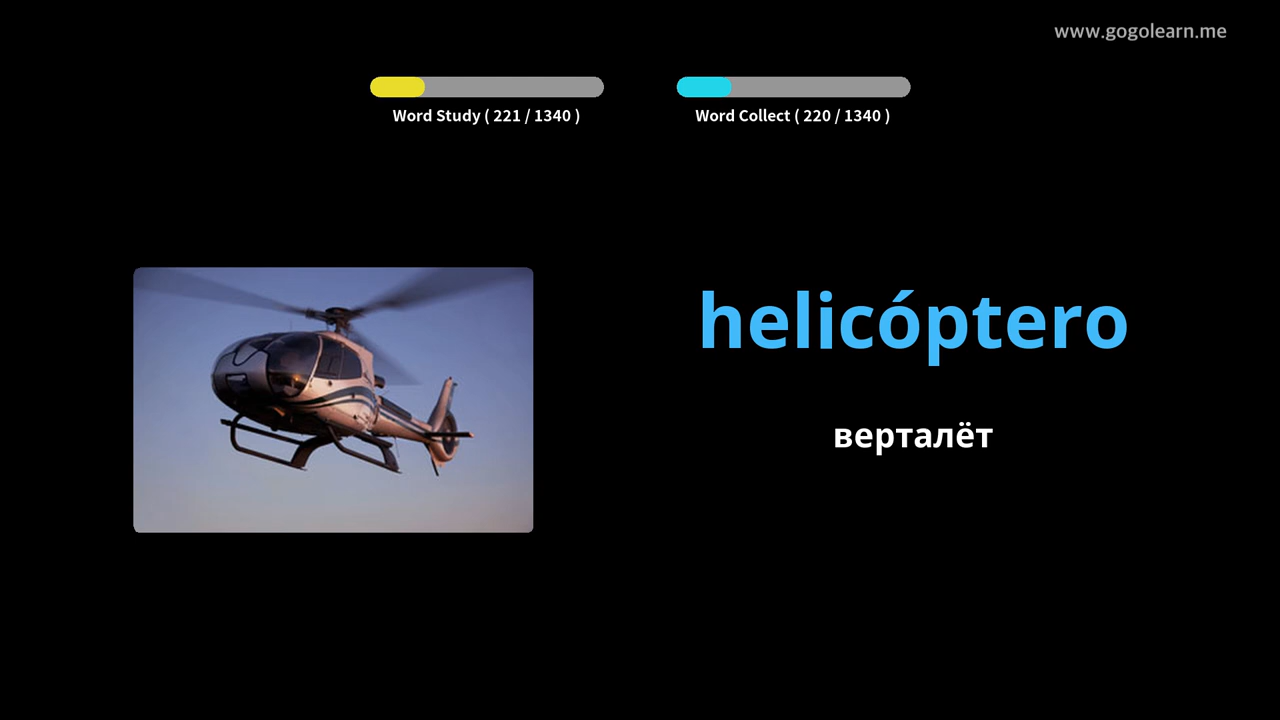 www.gogolearn.me
Word Study ( 221 / 1340 )
Word Collect ( 220 / 1340 )
helicóptero
верталёт